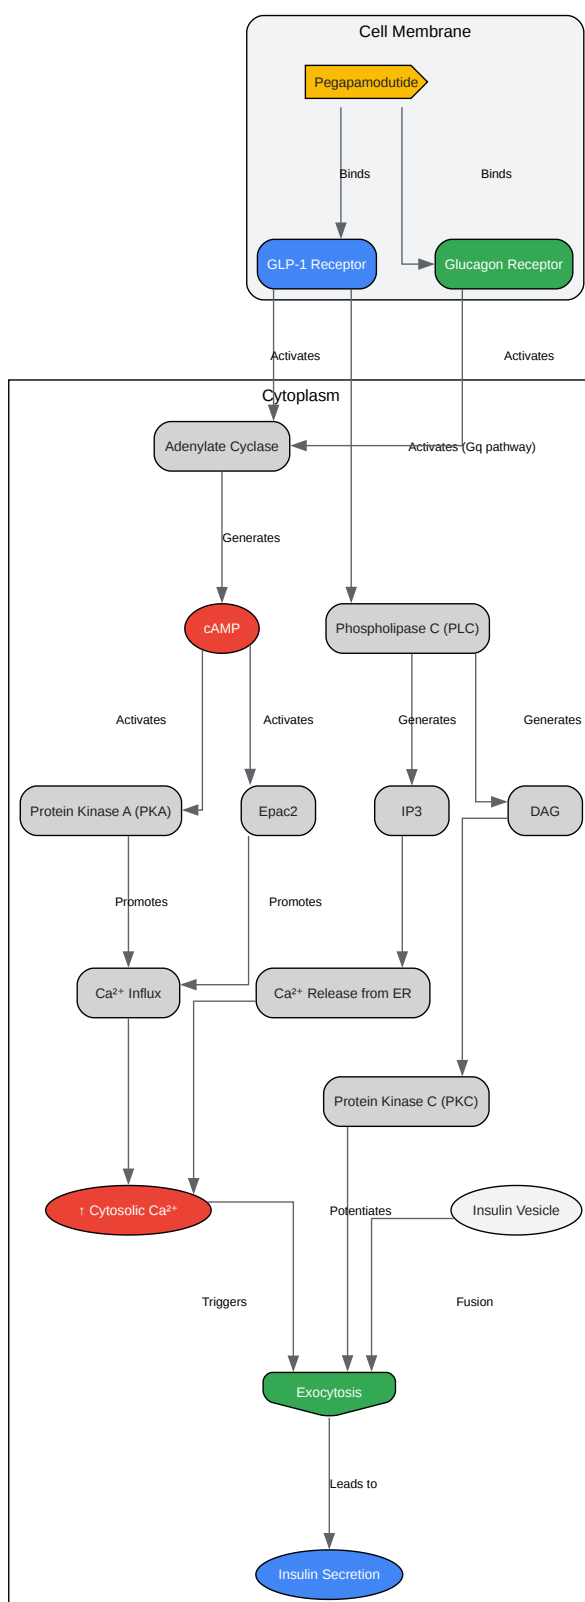 Cell Membrane
Pegapamodutide
Binds
Binds
GLP-1 Receptor
Glucagon Receptor
Activates
Activates
Cytoplasm
Adenylate Cyclase
Activates (Gq pathway)
Generates
cAMP
Phospholipase C (PLC)
Activates
Activates
Generates
Generates
Protein Kinase A (PKA)
Epac2
IP3
DAG
Promotes
Promotes
Ca²⁺ Influx
Ca²⁺ Release from ER
Protein Kinase C (PKC)
↑ Cytosolic Ca²⁺
Potentiates
Insulin Vesicle
Triggers
Fusion
Exocytosis
Leads to
Insulin Secretion